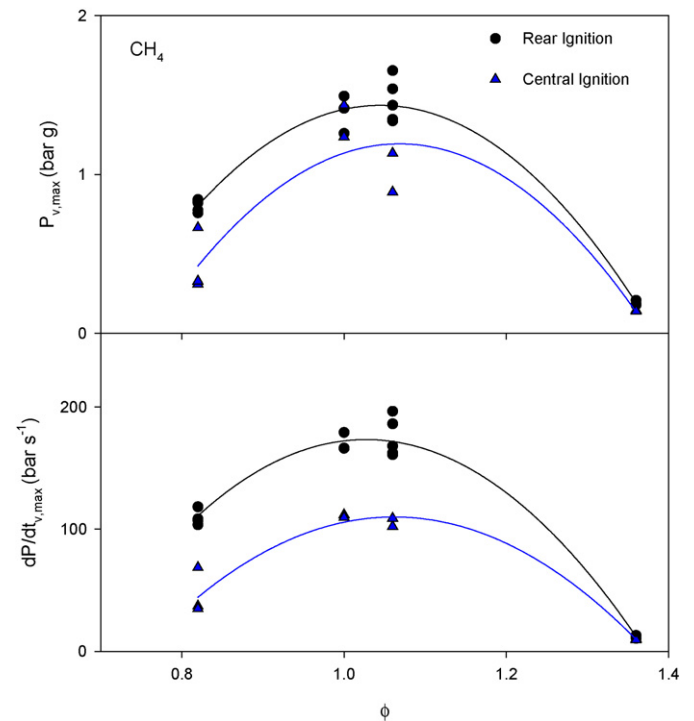 CH4
Rear Ignition
Central Ignition
2
1
0
Pv,max (bar g)
200
100
0
dP/dtv,max (bar s-1)
0.8 1.0 1.2 1.4
ϕ